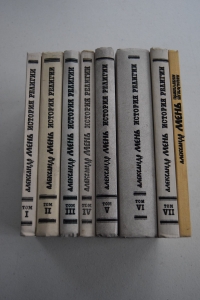 АЛЕКСАНДР МЕНЬ ИСТОРИЯ РЕЛИГИИ
ТОМ I
АЛЕКСАНДР МЕНЬ ИСТОРИЯ РЕЛИГИИ
ТОМ II
АЛЕКСАНДР МЕНЬ ИСТОРИЯ РЕЛИГИИ
ТОМ III
АЛЕКСАНДР МЕНЬ ИСТОРИЯ РЕЛИГИИ
ТОМ IV
АЛЕКСАНДР МЕНЬ ИСТОРИЯ РЕЛИГИИ
ТОМ V
АЛЕКСАНДР МЕНЬ ИСТОРИЯ РЕЛИГИИ
ТОМ VI
АЛЕКСАНДР МЕНЬ ИСТОРИЯ РЕЛИГИИ
ТОМ VII
АЛЕКСАНДР МЕНЬ